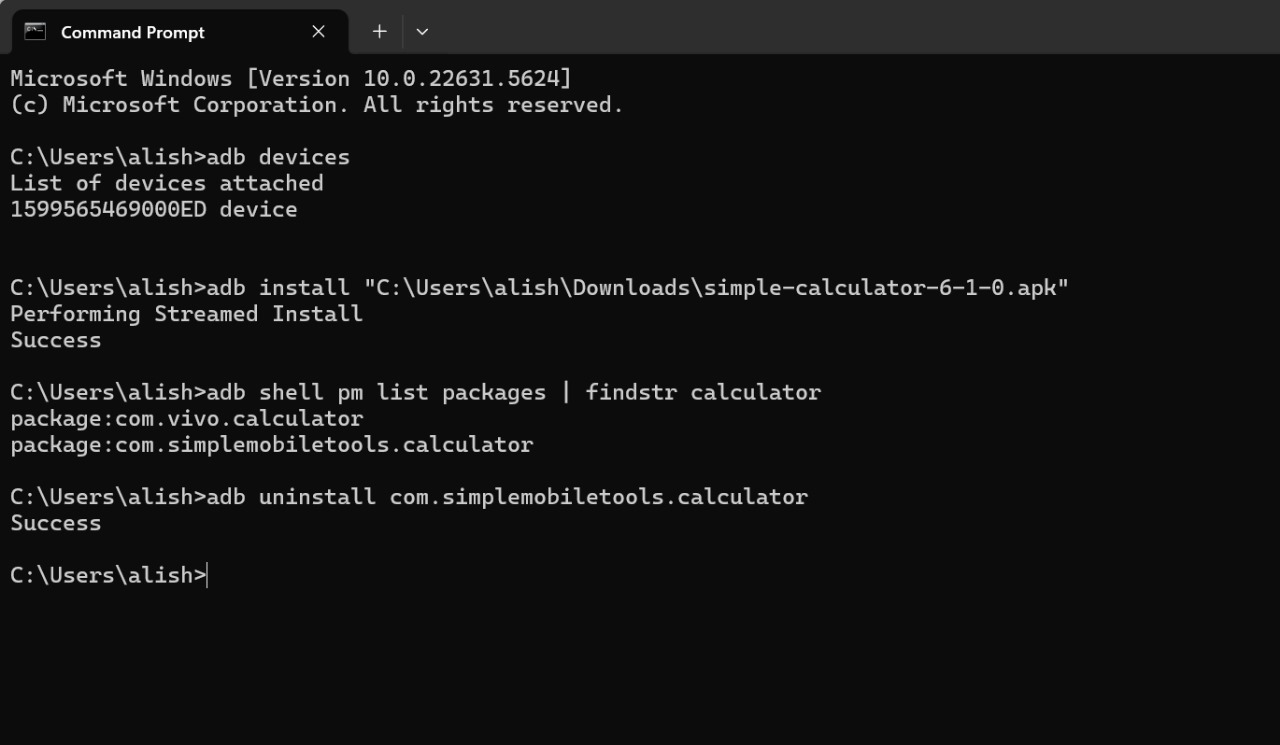 Command Prompt
Microsoft Windows [Version 10.0.22631.5624]
(c) Microsoft Corporation. All rights reserved.
C:\Users\alish>adb devices
List of devices attached
1599565469000ED device
C:\Users\alish>adb install "C:\Users\alish\Downloads\simple-calculator-6-1-0.apk"
Performing Streamed Install
Success
C:\Users\alish>adb shell pm list packages | findstr calculator
package:com.vivo.calculator
package:com.simplemobiletools.calculator
C:\Users\alish>adb uninstall com.simplemobiletools.calculator
Success
C:\Users\alish>